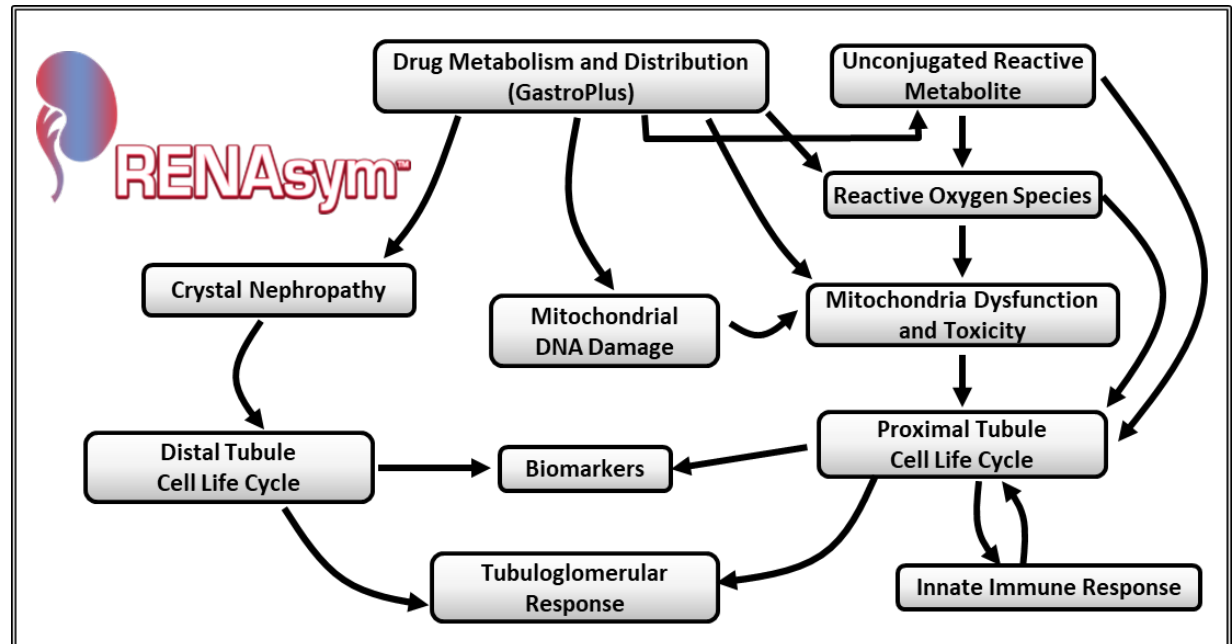 Drug Metabolism and Distribution
(GastroPlus)
Unconjugated Reactive
Metabolite
RENAsym™
Reactive Oxygen Species
Crystal Nephropathy
Mitochondrial
DNA Damage
Mitochondria Dysfunction
and Toxicity
Distal Tubule
Cell Life Cycle
Biomarkers
Proximal Tubule
Cell Life Cycle
Tubuloglomerular
Response
Innate Immune Response